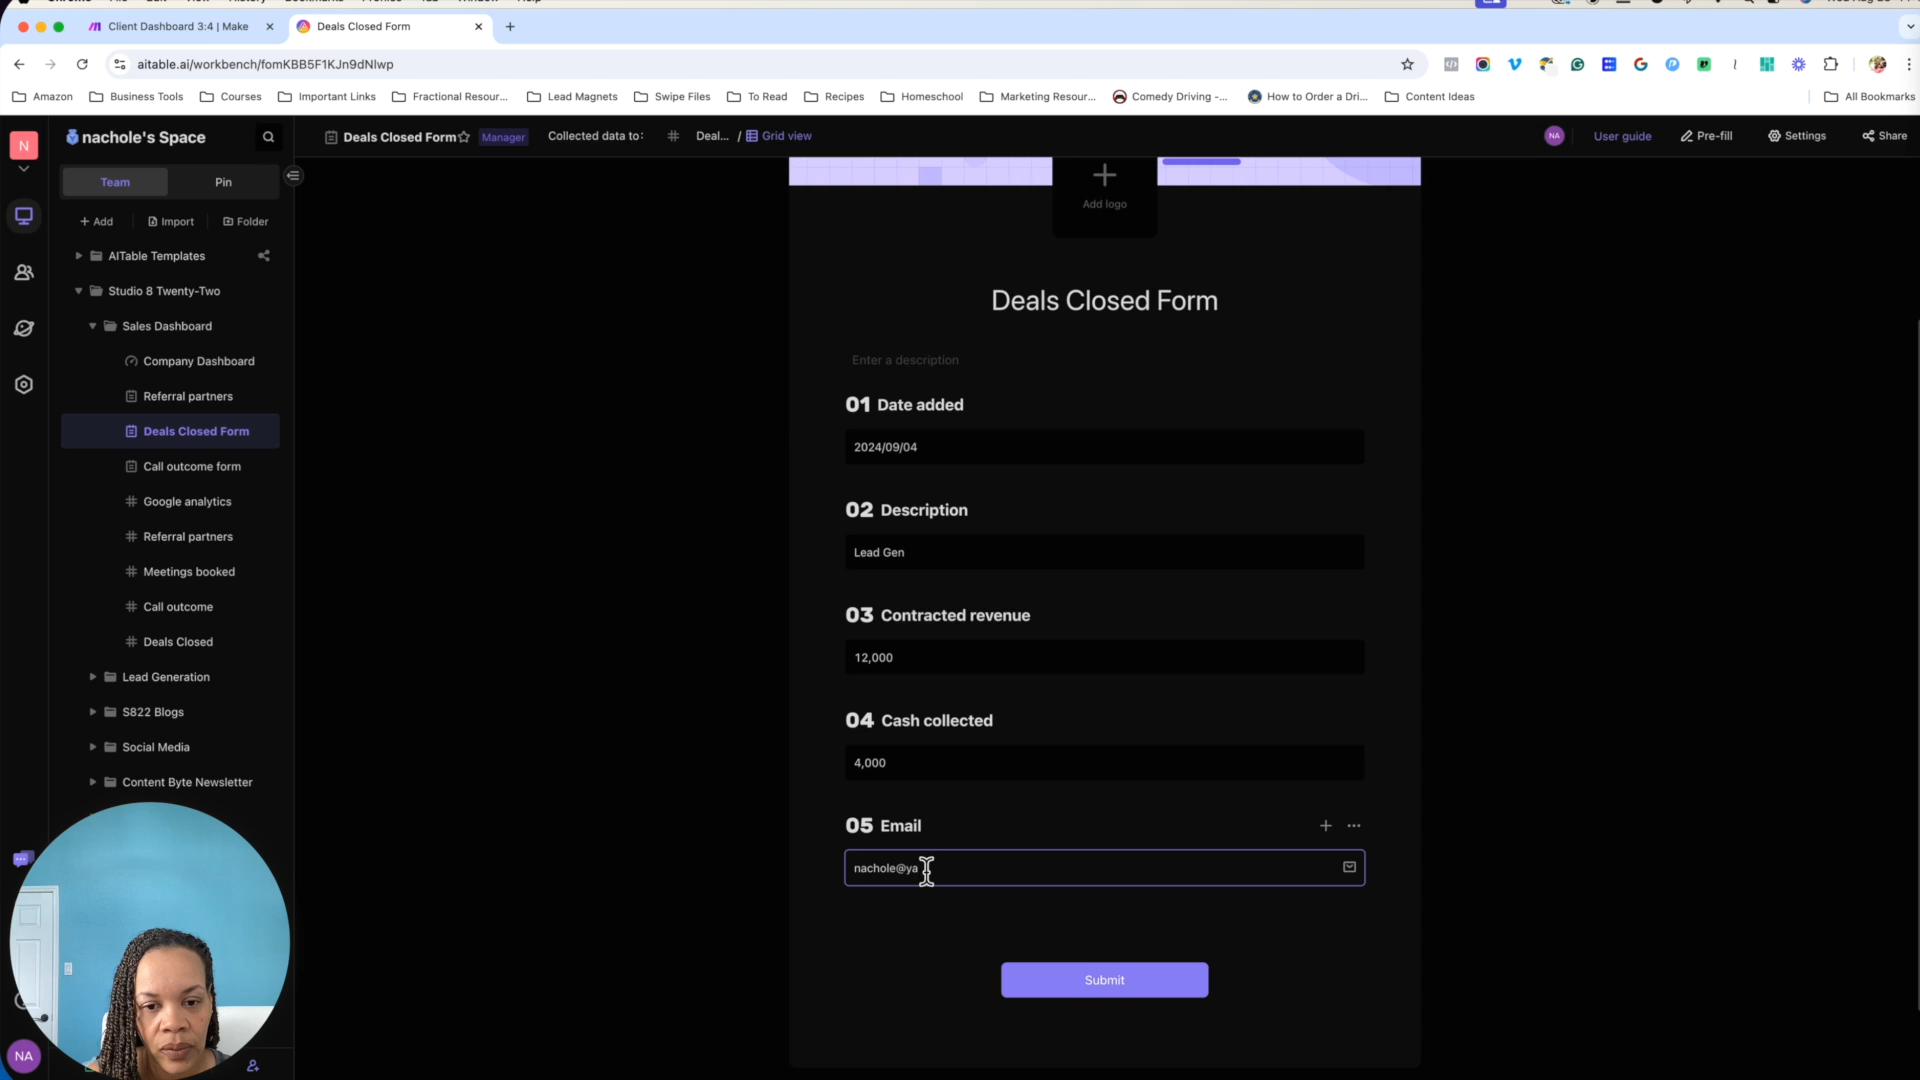 Client Dashboard 3:4 | Make
Deals Closed Form
aitable.ai/workbench/fomKBB5F1KJn9dNlwp
Amazon
Business Tools
Courses
Important Links
Fractional Resour...
Lead Magnets
Swipe Files
To Read
Recipes
Homeschool
Marketing Resour...
Comedy Driving -...
How to Order a Dri...
Content Ideas
All Bookmarks
N
nachole's Space
Deals Closed Form
Manager
Collected data to:
Deal... /
Grid view
NA
User guide
Pre-fill
Settings
Share
Team
Pin
Add
Import
Folder
AITable Templates
Studio 8 Twenty-Two
Sales Dashboard
Company Dashboard
Referral partners
Deals Closed Form
Call outcome form
Google analytics
Referral partners
Meetings booked
Call outcome
Deals Closed
Lead Generation
S822 Blogs
Social Media
Content Byte Newsletter
NA
Add logo
Deals Closed Form
Enter a description
01 Date added
2024/09/04
02 Description
Lead Gen
03 Contracted revenue
12,000
04 Cash collected
4,000
05 Email
nachole@ya
Submit